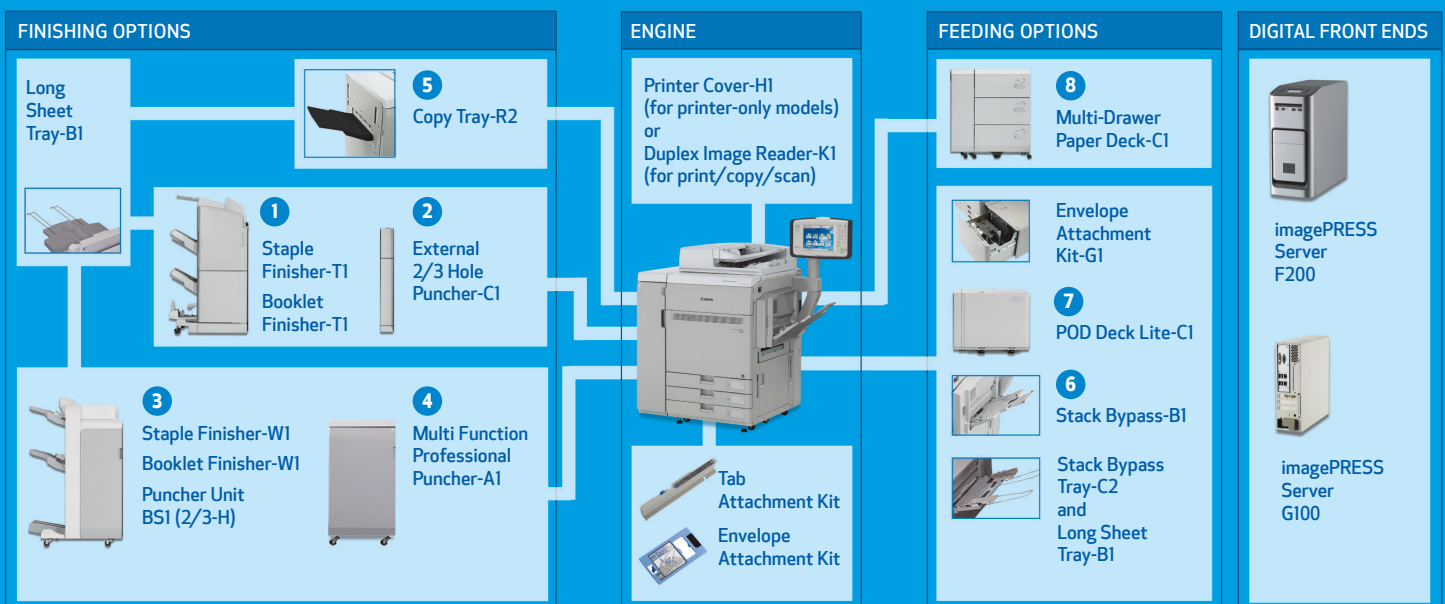 FINISHING OPTIONS
Long
Sheet
Tray-B1
5
Copy Tray-R2
1
Staple
Finisher-T1
Booklet
Finisher-T1
2
External
2/3 Hole
Puncher-C1
3
Staple Finisher-W1
Booklet Finisher-W1
Puncher Unit
BS1 (2/3-H)
4
Multi Function
Professional
Puncher-A1
ENGINE
Printer Cover-H1
(for printer-only models)
or
Duplex Image Reader-K1
(for print/copy/scan)
Canon
Tab
Attachment Kit
Envelope
Attachment Kit
FEEDING OPTIONS
8
Multi-Drawer
Paper Deck-C1
Envelope
Attachment
Kit-G1
7
POD Deck Lite-C1
6
Stack Bypass-B1
Stack Bypass
Tray-C2
and
Long Sheet
Tray-B1
DIGITAL FRONT ENDS
imagePRESS
Server
F200
imagePRESS
Server
G100